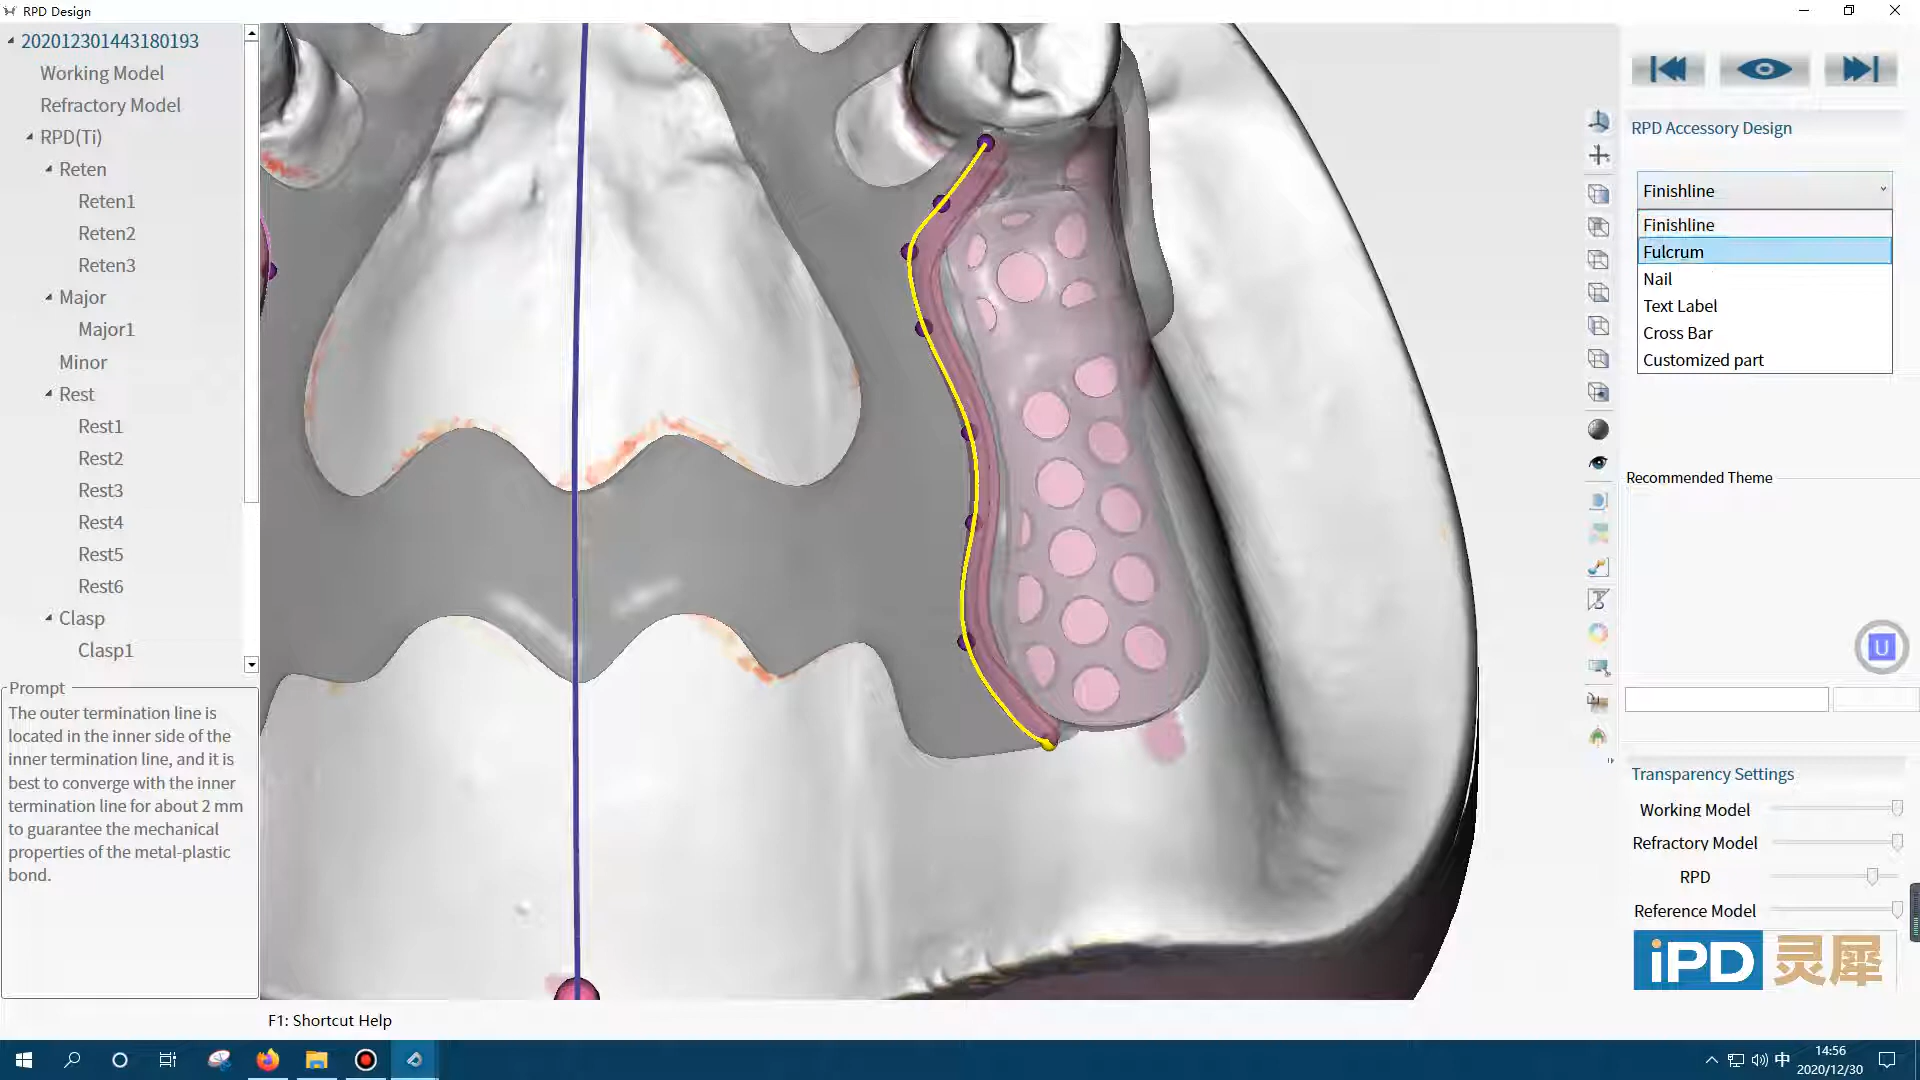 RPD Design
202012301443180193
Working Model
Refractory Model
RPD(Ti)
Reten
Reten1
Reten2
Reten3
Major
Major1
Minor
Rest
Rest1
Rest2
Rest3
Rest4
Rest5
Rest6
Clasp
Clasp1
Prompt
The outer termination line is
located in the inner side of the
inner termination line, and it is
best to converge with the inner
termination line for about 2 mm
to guarantee the mechanical
properties of the metal-plastic
bond.
F1: Shortcut Help
RPD Accessory Design
Finishline
Finishline
Fulcrum
Nail
Text Label
Cross Bar
Customized part
Recommended Theme
U
Transparency Settings
Working Model
Refractory Model
RPD
Reference Model
iPD 灵犀
中
14:56
2020/12/30